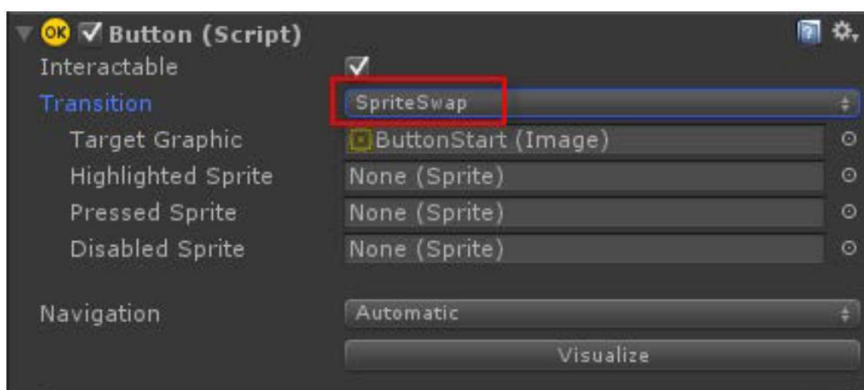 OK Button (Script)
Interactable
Transition SpriteSwap
Target Graphic ButtonStart (Image)
Highlighted Sprite None (Sprite)
Pressed Sprite None (Sprite)
Disabled Sprite None (Sprite)
Navigation Automatic
Visualize